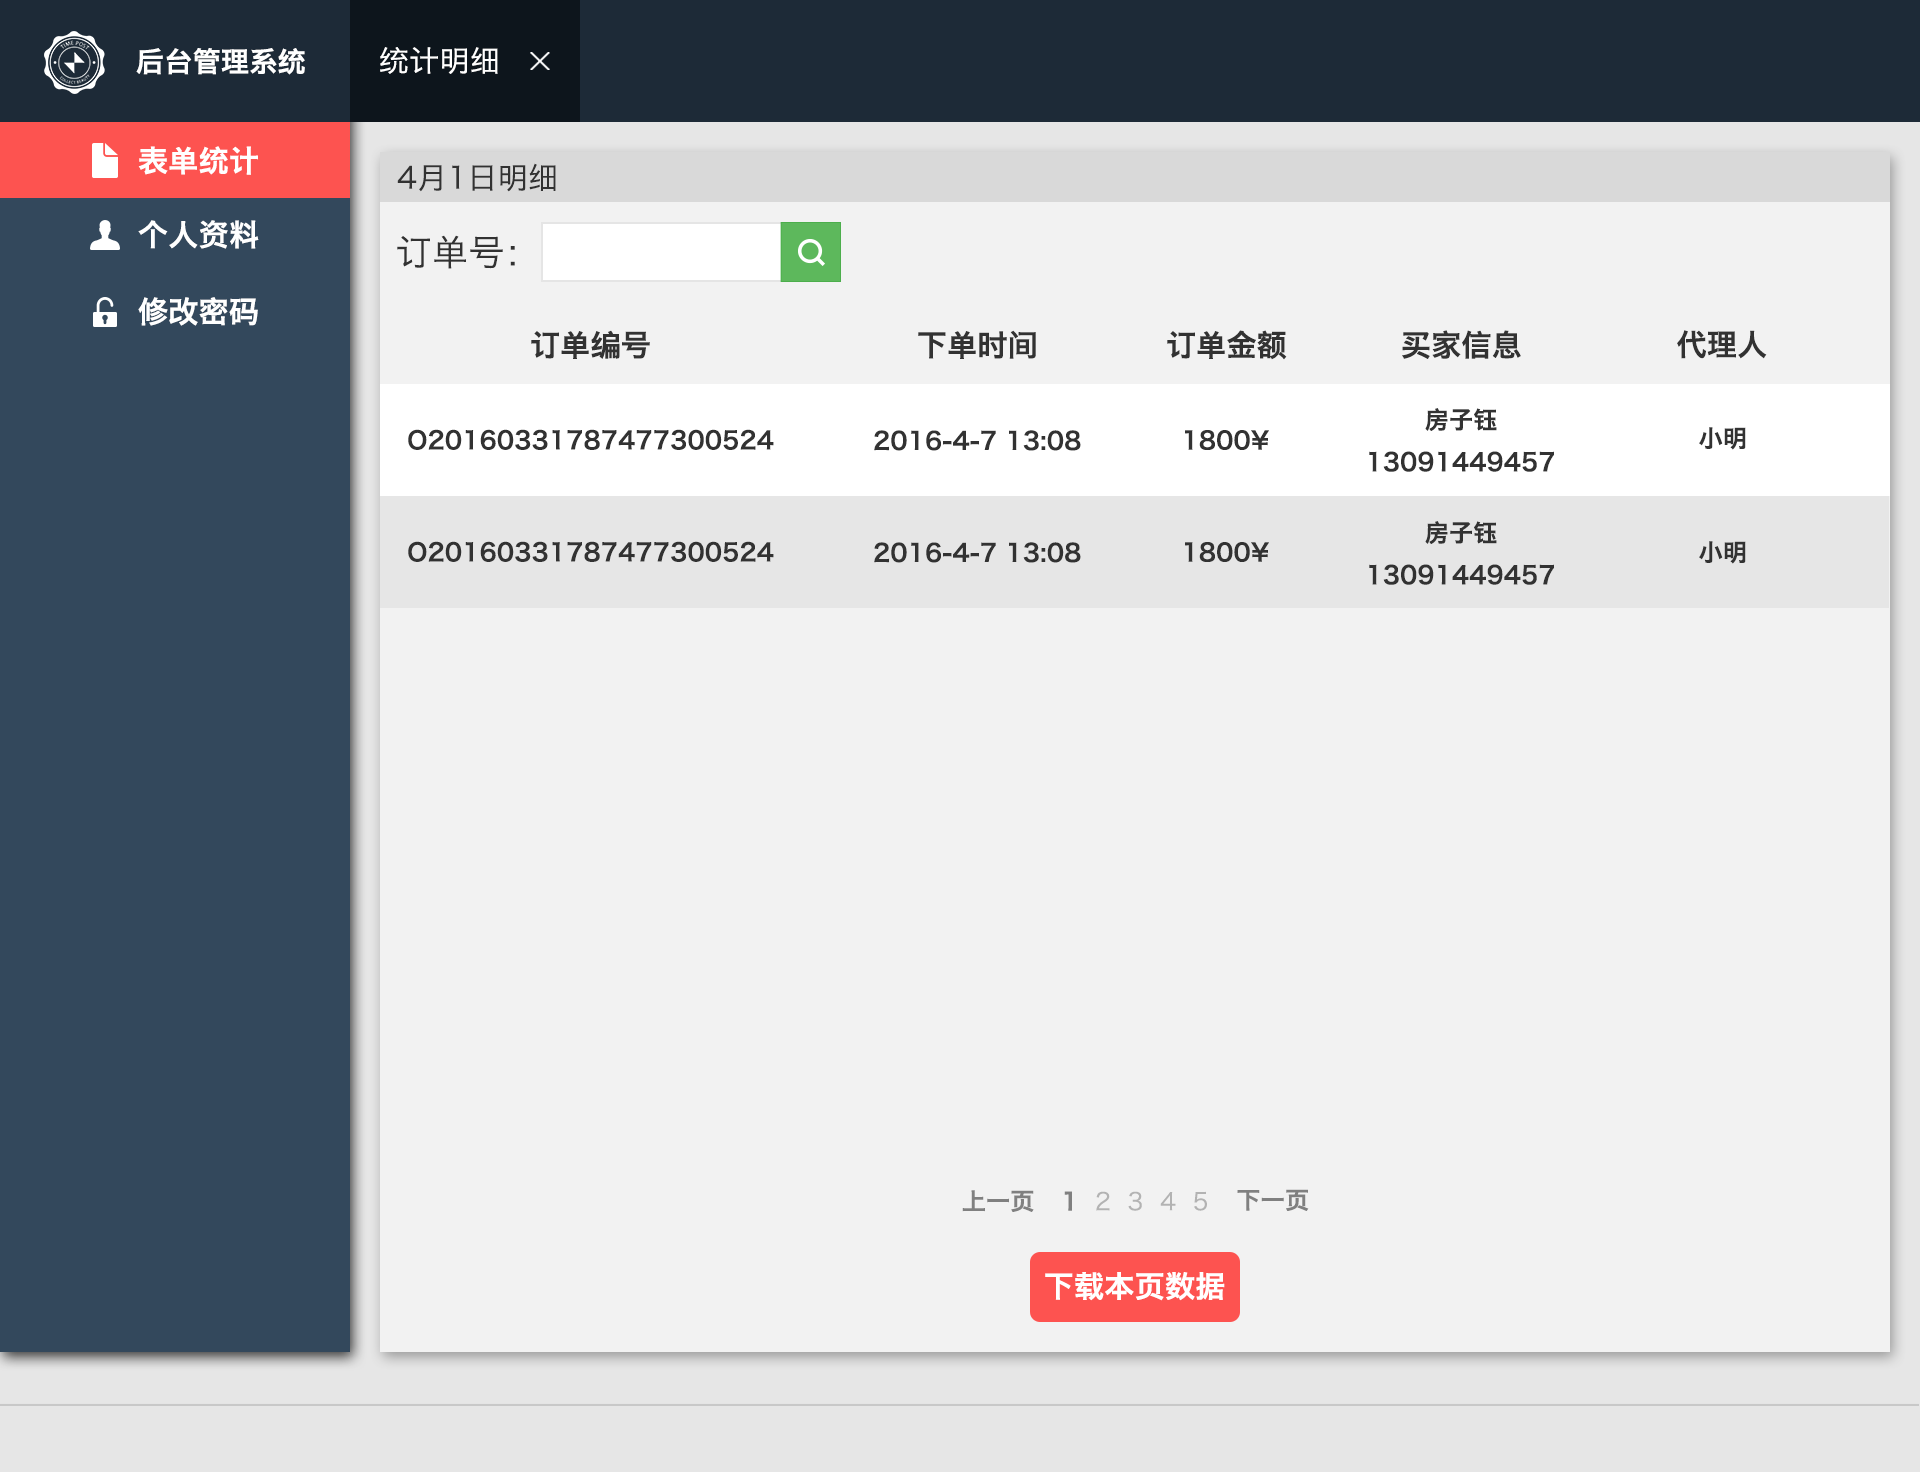 TIME POST
后台管理系统
统计明细
表单统计
个人资料
修改密码
4月1日明细
订单号：
订单编号 下单时间 订单金额 买家信息 代理人
O20160331787477300524 2016-4-7 13:08 1800¥ 房子钰 13091449457 小明
O20160331787477300524 2016-4-7 13:08 1800¥ 房子钰 13091449457 小明
上一页 1 2 3 4 5 下一页
下载本页数据